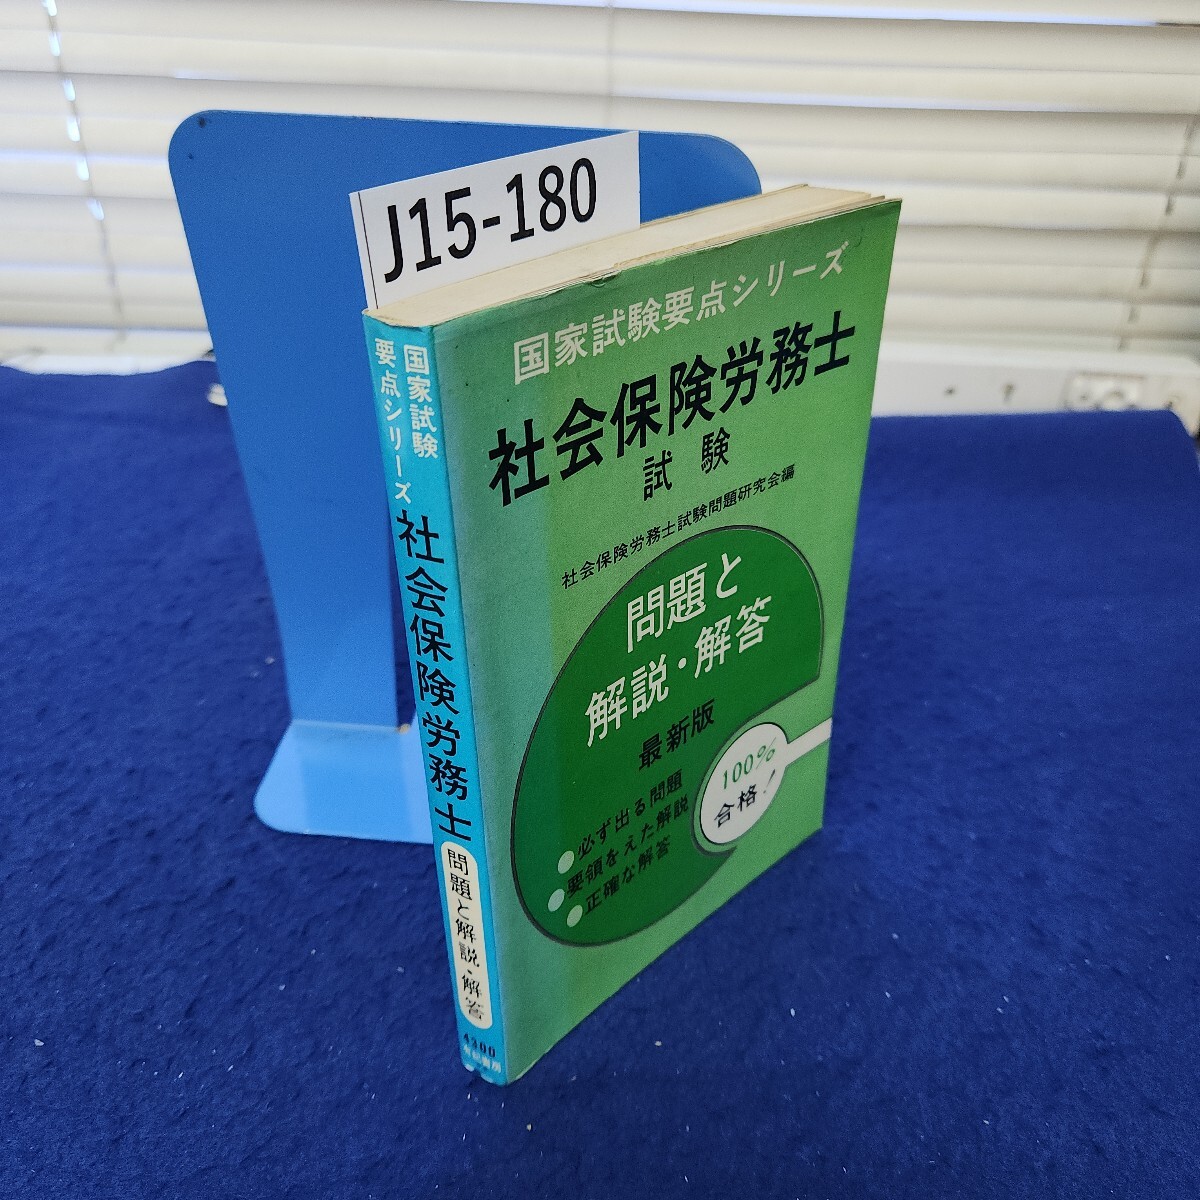 J15-180
国家試験要点シリーズ
社会保険労務士
試験
社会保険労務士試験問題研究会編
問題と
解説・解答
最新版
100%
合格!
●必ず出る問題
●要領をえた解説
●正確な解答
国家試験
要点シリーズ
社会保険労務士
問題と解説・解答
4300